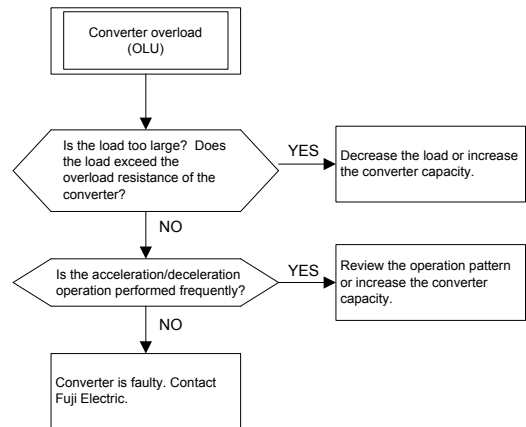 Converter overload
(OLU)
Is the load too large?  Does
the load exceed the
overload resistance of the
converter?
YES
Decrease the load or increase
the converter capacity.
NO
Is the acceleration/deceleration
operation performed frequently?
YES
Review the operation pattern
or increase the converter
capacity.
NO
Converter is faulty. Contact
Fuji Electric.